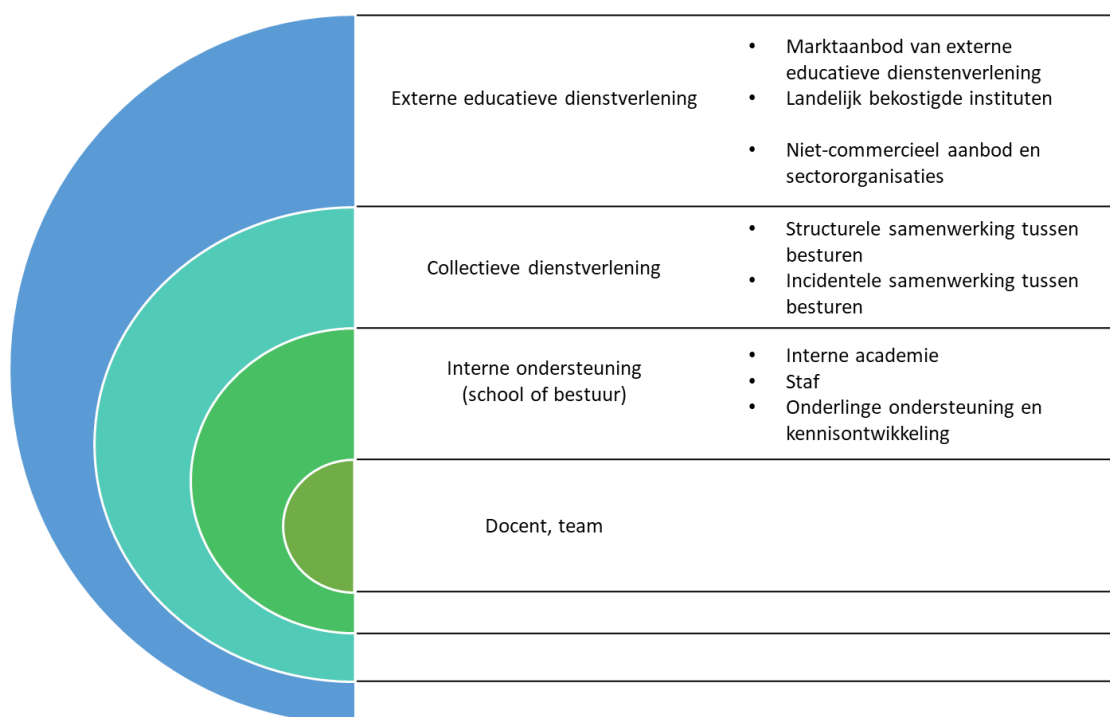 Externe educatieve dienstverlening
• Marktaanbod van externe
educatieve dienstenverlening
• Landelijk bekostigde instituten
• Niet-commercieel aanbod en
sectororganisaties
Collectieve dienstverlening
• Structurele samenwerking tussen
besturen
• Incidentele samenwerking tussen
besturen
Interne ondersteuning
(school of bestuur)
• Interne academie
• Staf
• Onderlinge ondersteuning en
kennisontwikkeling
Docent, team